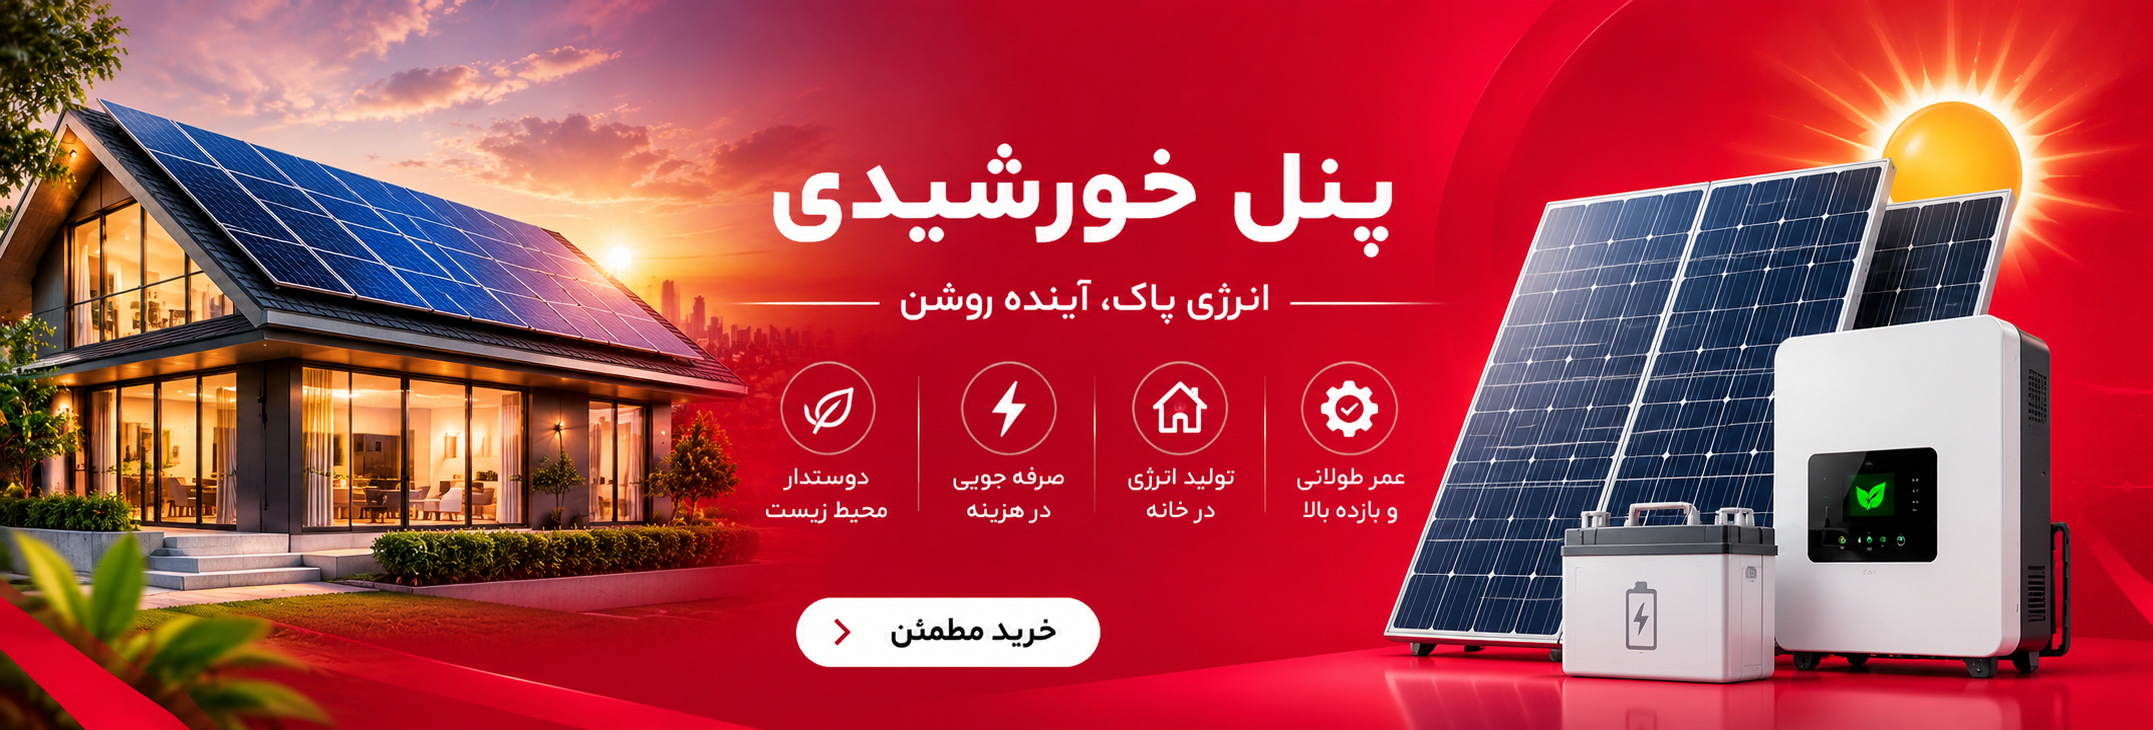 پنل خورشیدی
انرژی پاک، آینده روشن
عمر طولانی
و بازده بالا
تولید انرژی
در خانه
صرفه جویی
در هزینه
دوستدار
محیط زیست
خرید مطمئن